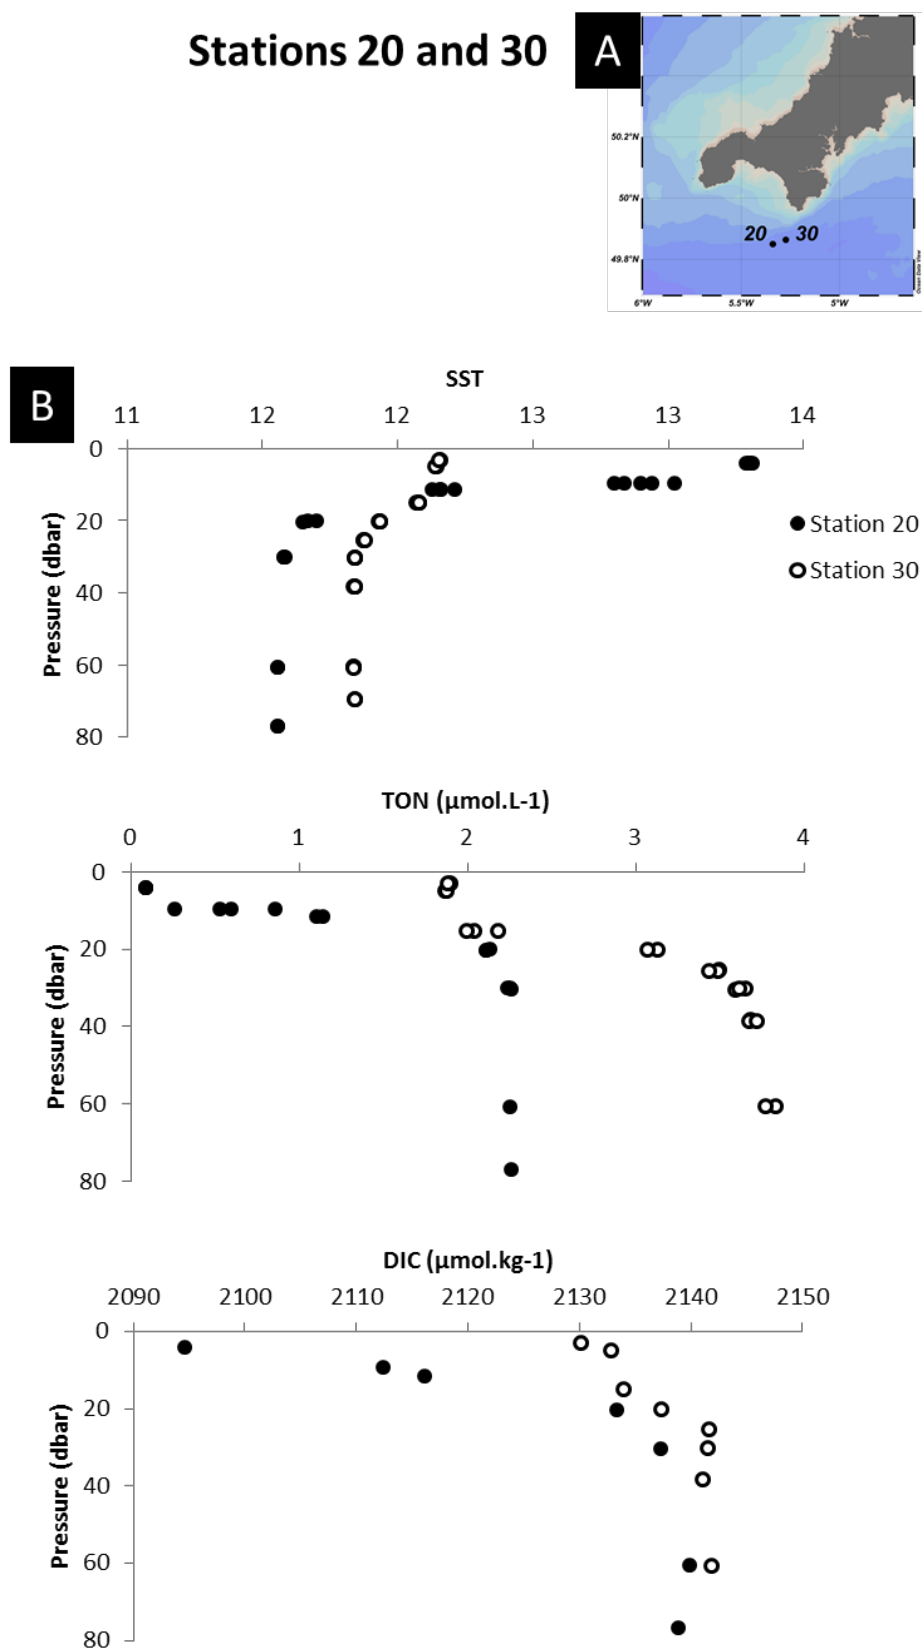 Stations 20 and 30
A
50.2°N
50°N
49.8°N
20 30
6°W 5.5°W 5°W
Ocean Data View
B
SST
11 12 12 13 13 14
0
20
40
60
80
Pressure (dbar)
Station 20
Station 30
TON (µmol.L-1)
0 1 2 3 4
0
20
40
60
80
Pressure (dbar)
DIC (µmol.kg-1)
2090 2100 2110 2120 2130 2140 2150
0
20
40
60
80
Pressure (dbar)